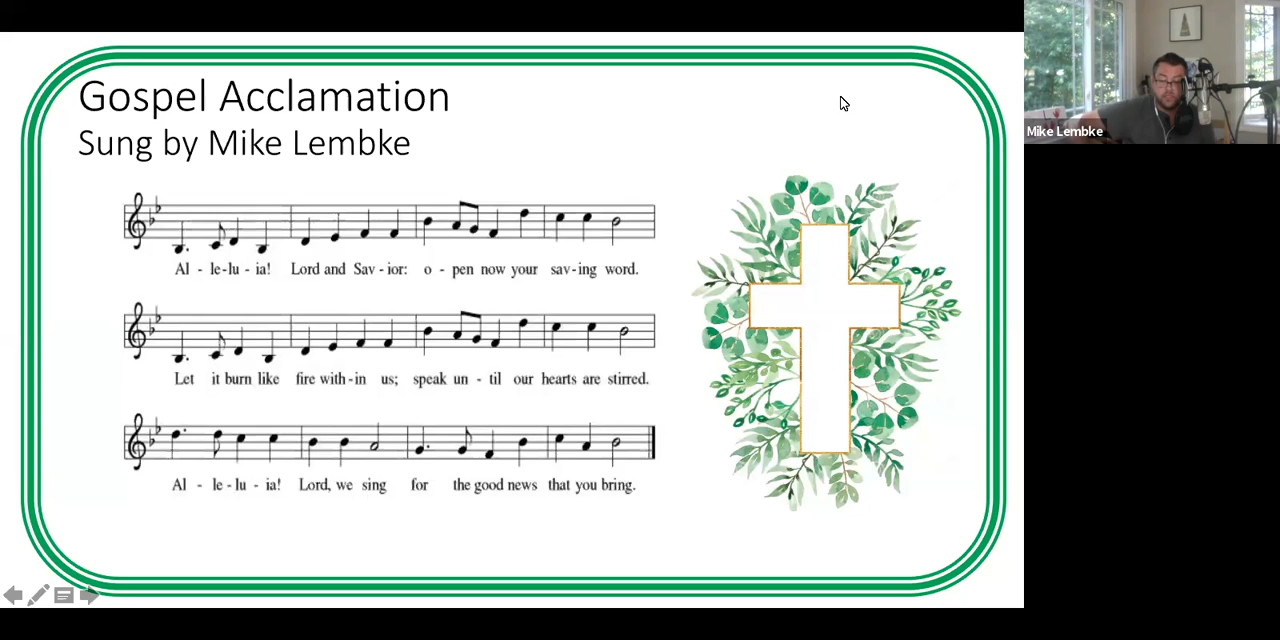 Gospel Acclamation
Sung by Mike Lembke
Al - le-lu - ia! Lord and Sav - ior: o - pen now your sav-ing word.
Let it burn like fire with-in us; speak un - til our hearts are stirred.
Al - le-lu - ia! Lord, we sing for the good news that you bring.
Mike Lembke